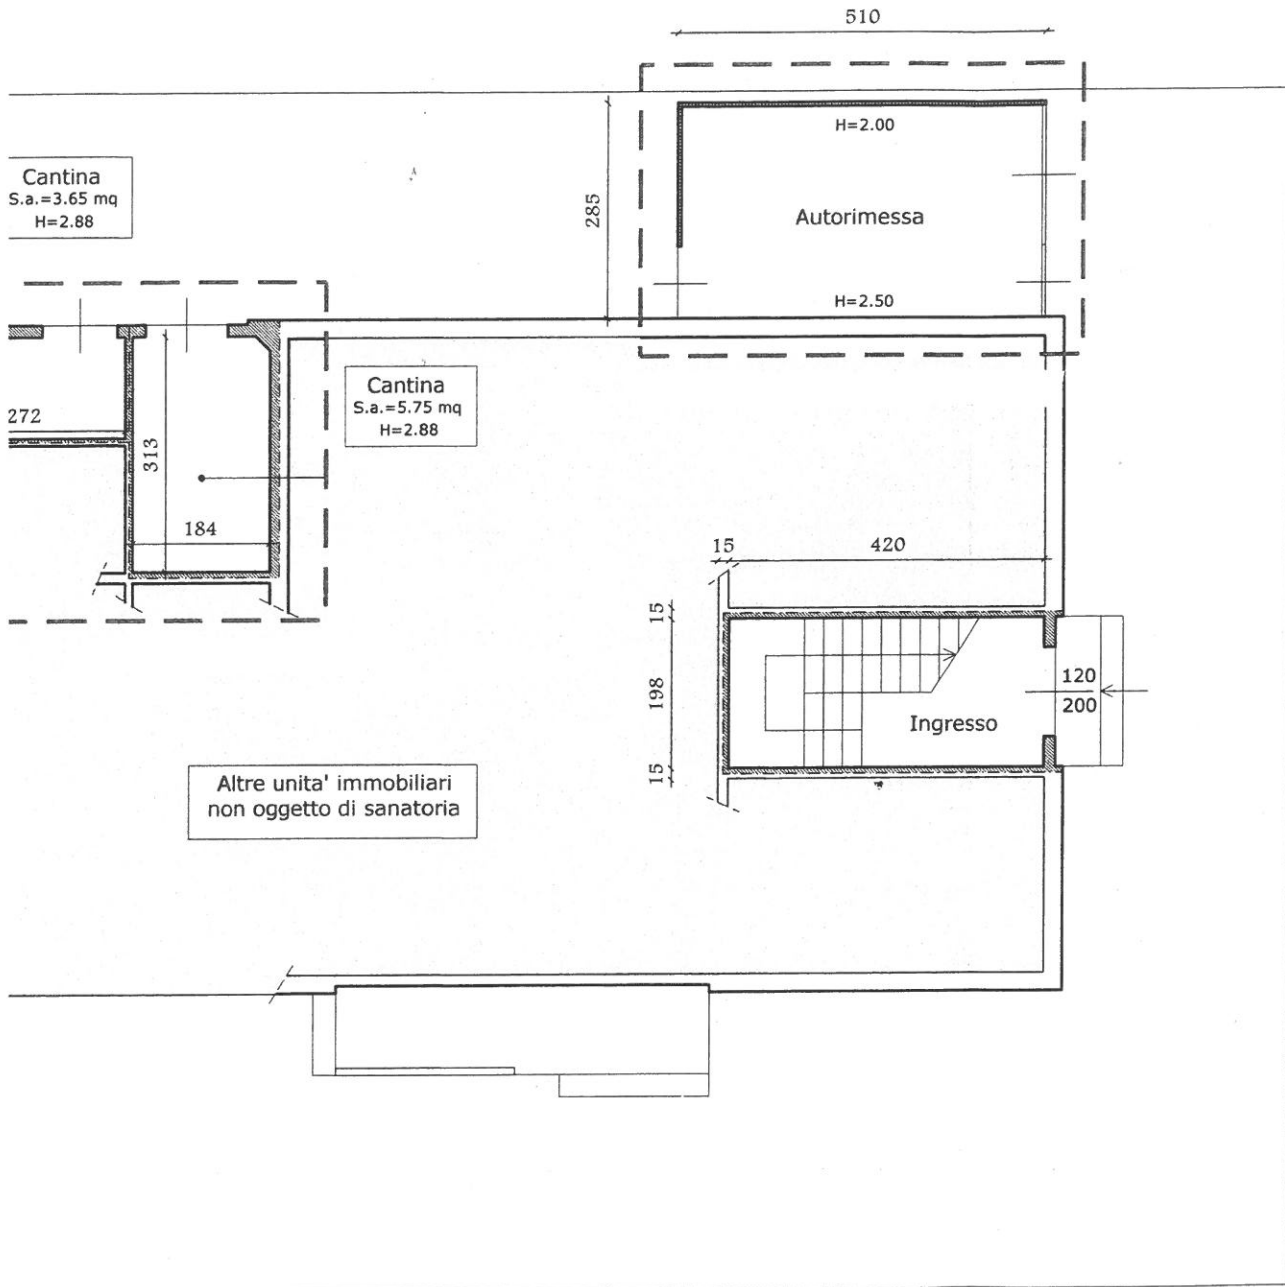 510
H=2.00
Cantina
S.a.=3.65 mq
H=2.88
285
Autorimessa
H=2.50
Cantina
S.a.=5.75 mq
H=2.88
272
313
184
15
420
15
198
15
120
200
Ingresso
Altre unita' immobiliari
non oggetto di sanatoria